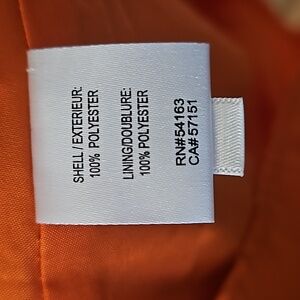 SHELL / EXTERIEUR:
100% POLYESTER
LINING/DOUBLURE:
100% POLYESTER
RN#54163
CA#57151